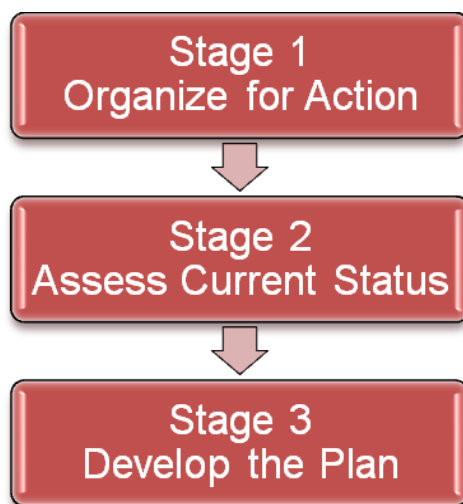 Stage 1
Organize for Action
Stage 2
Assess Current Status
Stage 3
Develop the Plan